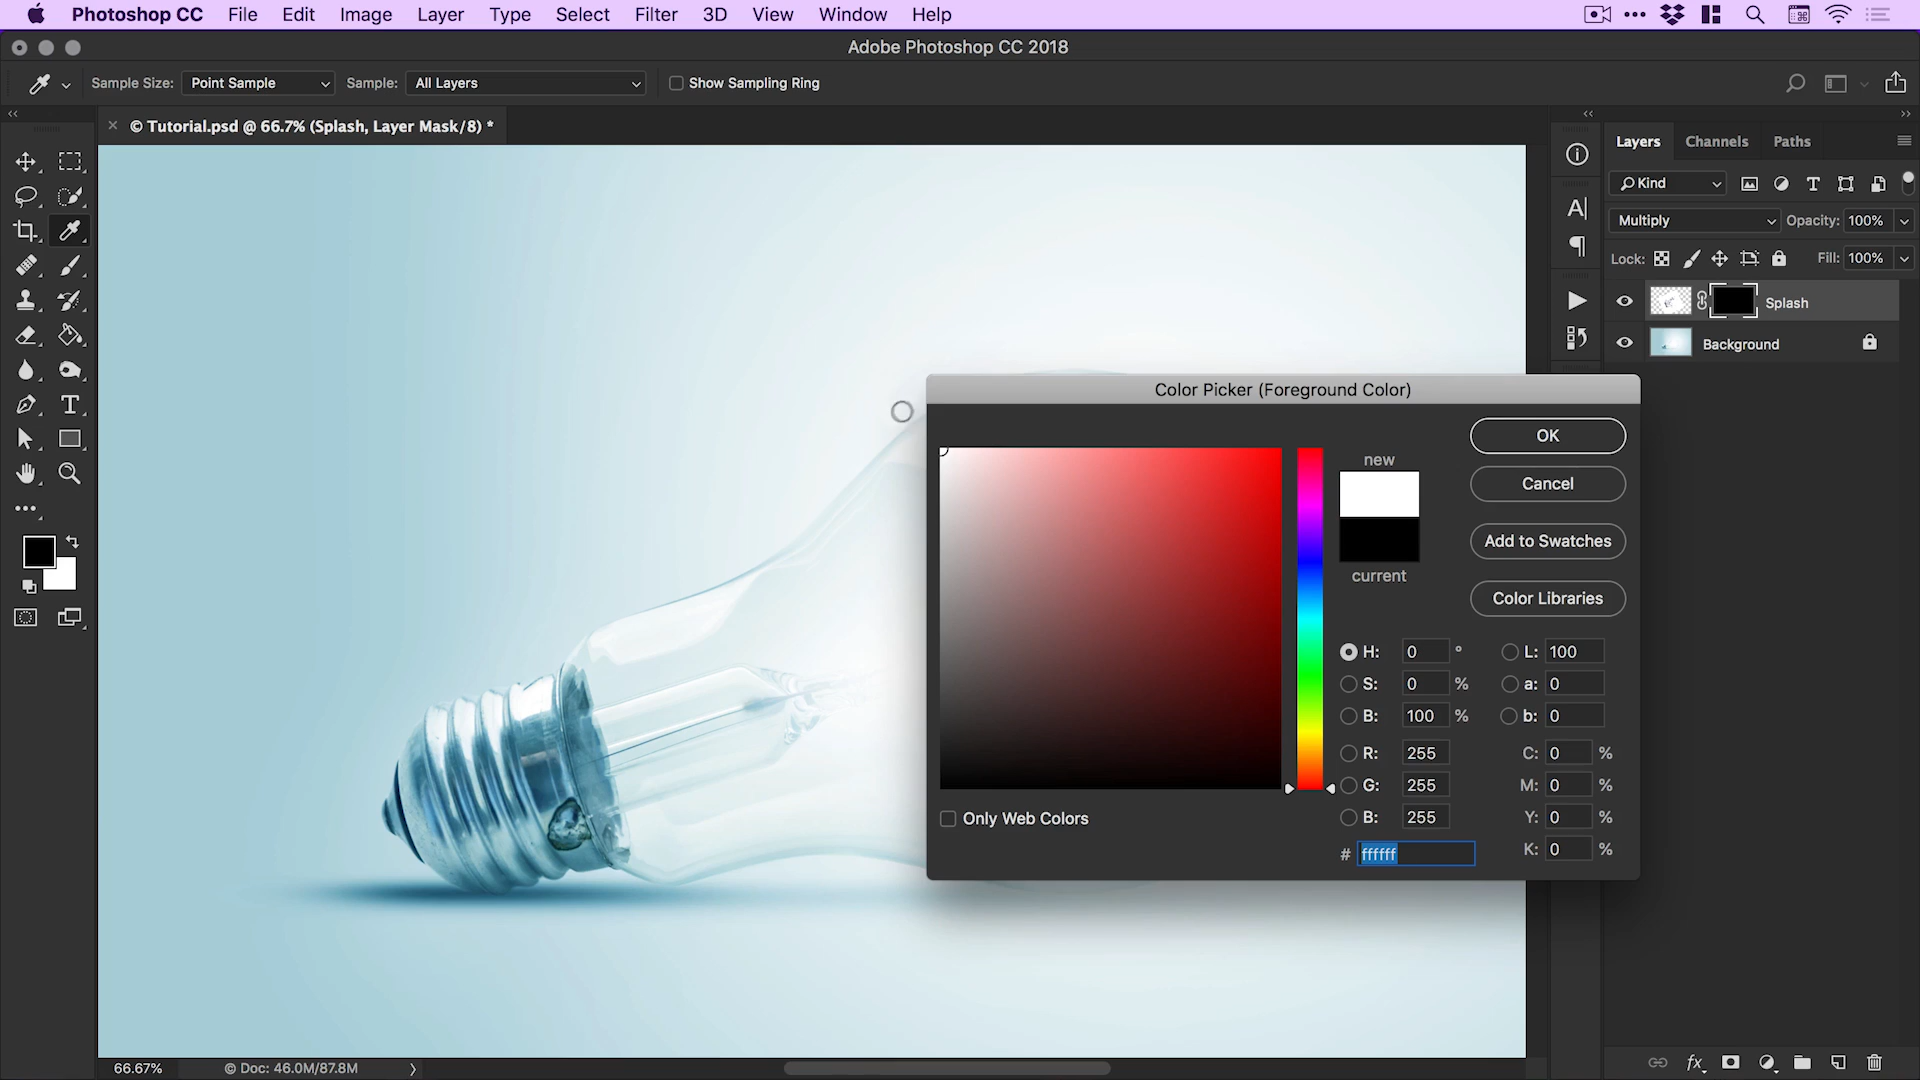 Photoshop CC File Edit Image Layer Type Select Filter 3D View Window Help
Adobe Photoshop CC 2018
Sample Size: Point Sample Sample: All Layers Show Sampling Ring
© Tutorial.psd @ 66.7% (Splash, Layer Mask/8) *
Layers Channels Paths
Kind
Multiply Opacity: 100%
Lock: Fill: 100%
Splash
Background
Color Picker (Foreground Color)
new
current
OK
Cancel
Add to Swatches
Color Libraries
H: 0 ° L: 100
S: 0 % a: 0
B: 100 % b: 0
R: 255 C: 0 %
G: 255 M: 0 %
B: 255 Y: 0 %
# ffffff K: 0 %
Only Web Colors
66.67% © Doc: 46.0M/87.8M